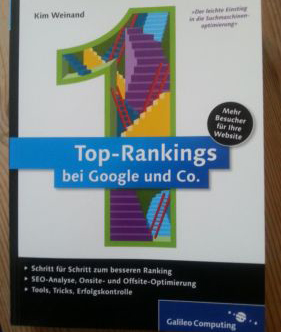 Kim Weinand
»Der leichte Einstieg
in die Suchmaschinen-
optimierung«
1
Mehr
Besucher
für Ihre
Website
Top-Rankings
bei Google und Co.
Schritt für Schritt zum besseren Ranking
SEO-Analyse, Onsite- und Offsite-Optimierung
Tools, Tricks, Erfolgskontrolle
Galileo Computing